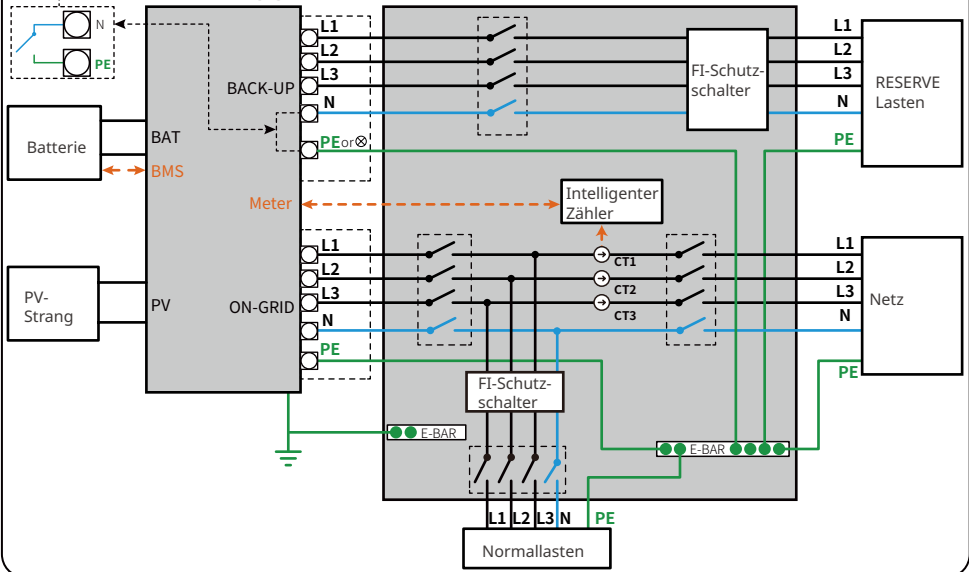 N
PE
L1
L2
L3
N
PE or ⊗
BACK-UP
FI-Schutz-
schalter
L1
L2
L3
N
PE
RESERVE
Lasten
Batterie
BAT
BMS
Meter
Intelligenter
Zähler
PV-
Strang
PV
ON-GRID
L1
L2
L3
N
PE
CT1
CT2
CT3
L1
L2
L3
N
PE
Netz
FI-Schutz-
schalter
E-BAR
E-BAR
L1 L2 L3 N PE
Normallasten